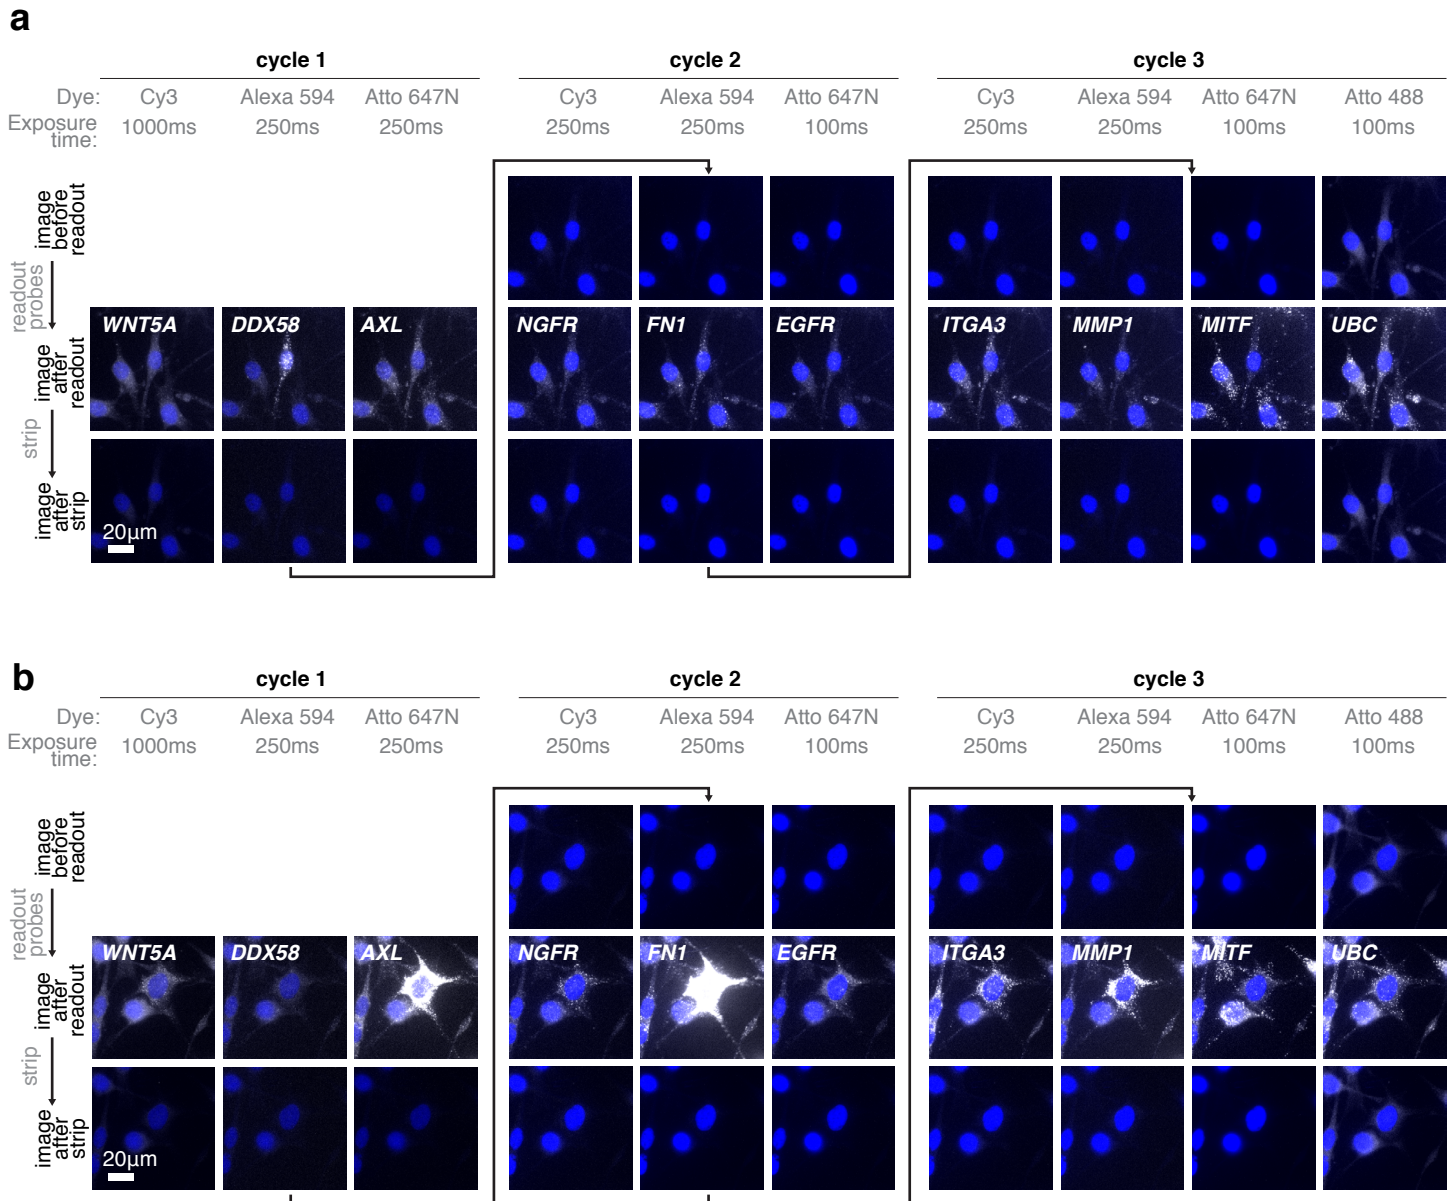 a
cycle 1 cycle 2 cycle 3
Dye: Cy3 Alexa 594 Atto 647N Cy3 Alexa 594 Atto 647N Cy3 Alexa 594 Atto 647N Atto 488
Exposure
time: 1000ms 250ms 250ms 250ms 250ms 100ms 250ms 250ms 100ms 100ms
image
before
readout
readout
probes
image
after
readout
WNT5A DDX58 AXL NGFR FN1 EGFR ITGA3 MMP1 MITF UBC
strip
image
after
strip
20μm
b
cycle 1 cycle 2 cycle 3
Dye: Cy3 Alexa 594 Atto 647N Cy3 Alexa 594 Atto 647N Cy3 Alexa 594 Atto 647N Atto 488
Exposure
time: 1000ms 250ms 250ms 250ms 250ms 100ms 250ms 250ms 100ms 100ms
image
before
readout
readout
probes
image
after
readout
WNT5A DDX58 AXL NGFR FN1 EGFR ITGA3 MMP1 MITF UBC
strip
image
after
strip
20μm